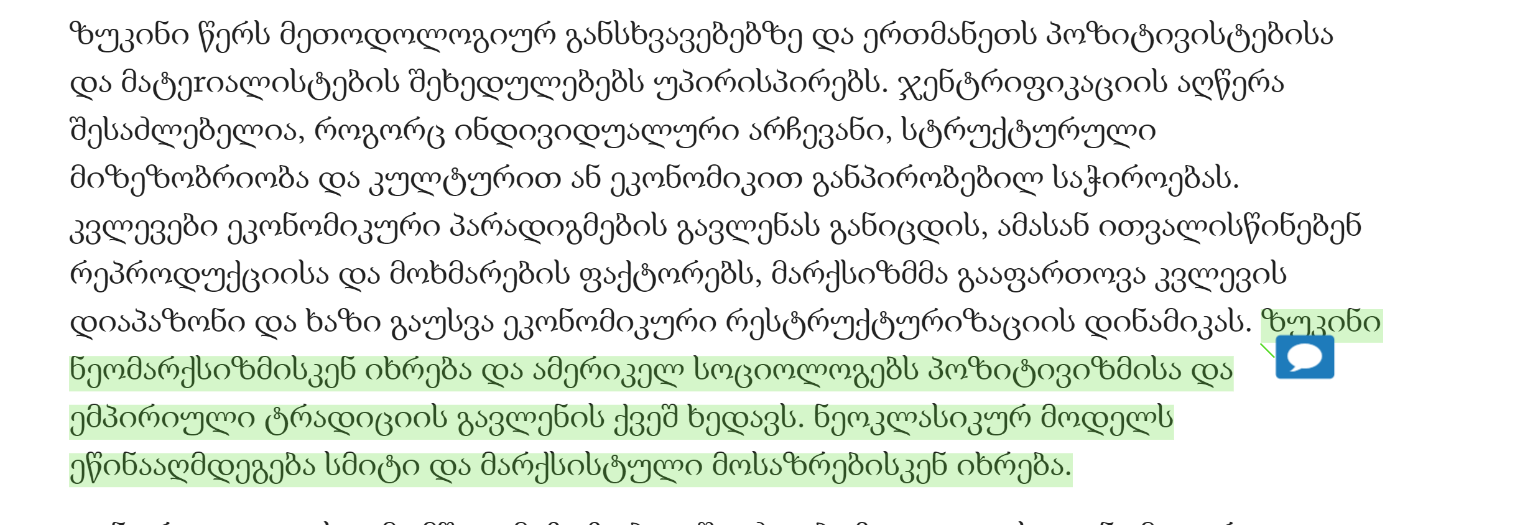 ზუკინი წერს მეთოდოლოგიურ განსხვავებებზე და ერთმანეთს პოზიტივისტებისა
და მატეrიალისტების შეხედულებებს უპირისპირებს. ჯენტრიფიკაციის აღწერა
შესაძლებელია, როგორც ინდივიდუალური არჩევანი, სტრუქტურული
მიზეზობრიობა და კულტურით ან ეკონომიკით განპირობებილ საჭიროებას.
კვლევები ეკონომიკური პარადიგმების გავლენას განიცდის, ამასან ითვალისწინებენ
რეპროდუქციისა და მოხმარების ფაქტორებს, მარქსიზმმა გააფართოვა კვლევის
დიაპაზონი და ხაზი გაუსვა ეკონომიკური რესტრუქტურიზაციის დინამიკას. ზუკინი
ნეომარქსიზმისკენ იხრება და ამერიკელ სოციოლოგებს პოზიტივიზმისა და
ემპირიული ტრადიციის გავლენის ქვეშ ხედავს. ნეოკლასიკურ მოდელს
ეწინააღმდეგება სმიტი და მარქსისტული მოსაზრებისკენ იხრება.